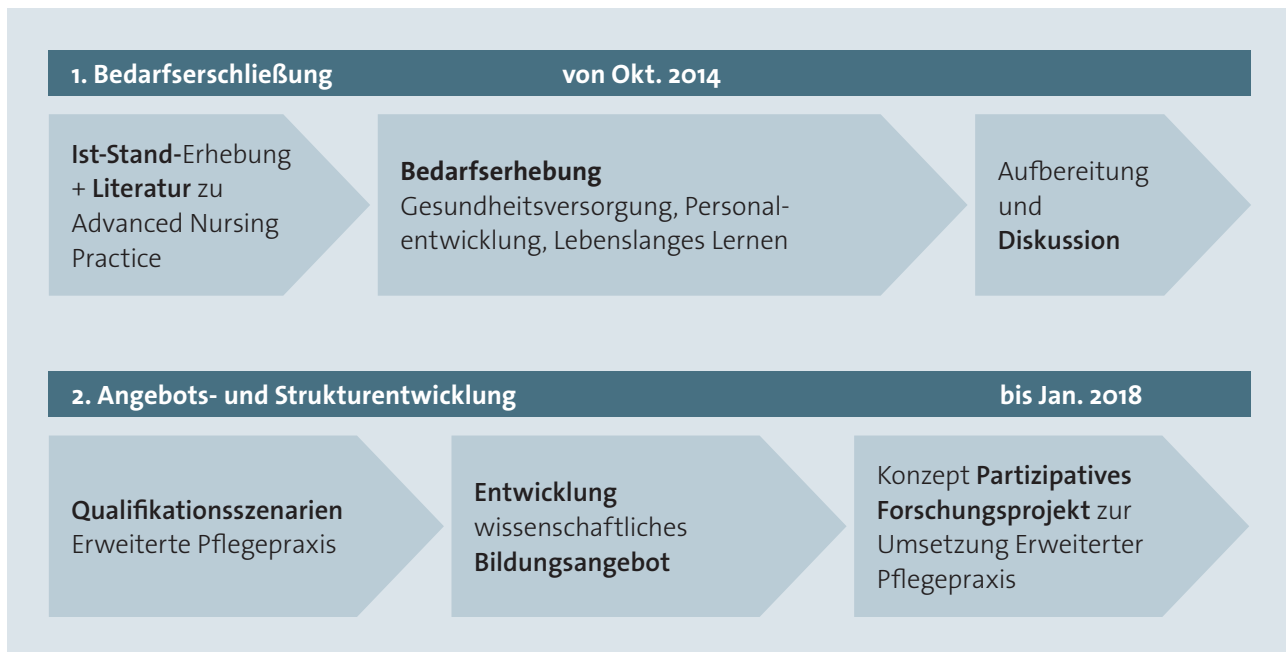 1. Bedarfserschließung von Okt. 2014
Ist-Stand-Erhebung
+ Literatur zu
Advanced Nursing
Practice
Bedarfserhebung
Gesundheitsversorgung, Personal-
entwicklung, Lebenslanges Lernen
Aufbereitung
und
Diskussion
2. Angebots- und Strukturentwicklung bis Jan. 2018
Qualifikationsszenarien
Erweiterte Pflegepraxis
Entwicklung
wissenschaftliches
Bildungsangebot
Konzept Partizipatives
Forschungsprojekt zur
Umsetzung Erweiterter
Pflegepraxis